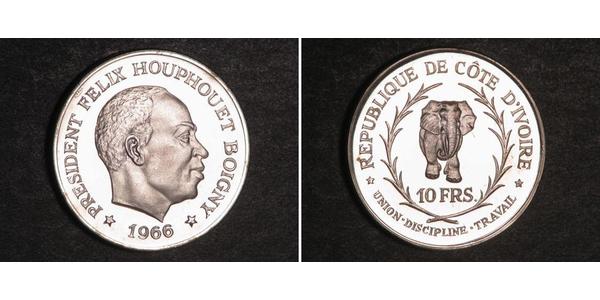 PRESIDENT FELIX HOUPHOUET BOIGNY
1966
REPUBLIQUE DE CÔTE D'IVOIRE
10 FRS.
UNION·DISCIPLINE·TRAVAIL